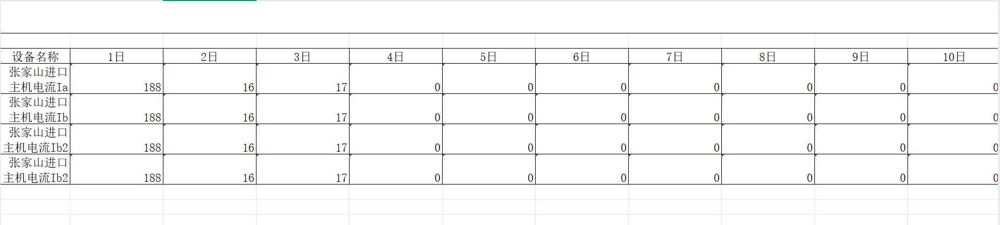 设备名称 1日 2日 3日 4日 5日 6日 7日 8日 9日 10日
张家山进口
主机电流Ia 188 16 17 0 0 0 0 0 0 0
张家山进口
主机电流Ib 188 16 17 0 0 0 0 0 0 0
张家山进口
主机电流Ib2 188 16 17 0 0 0 0 0 0 0
张家山进口
主机电流Ib2 188 16 17 0 0 0 0 0 0 0